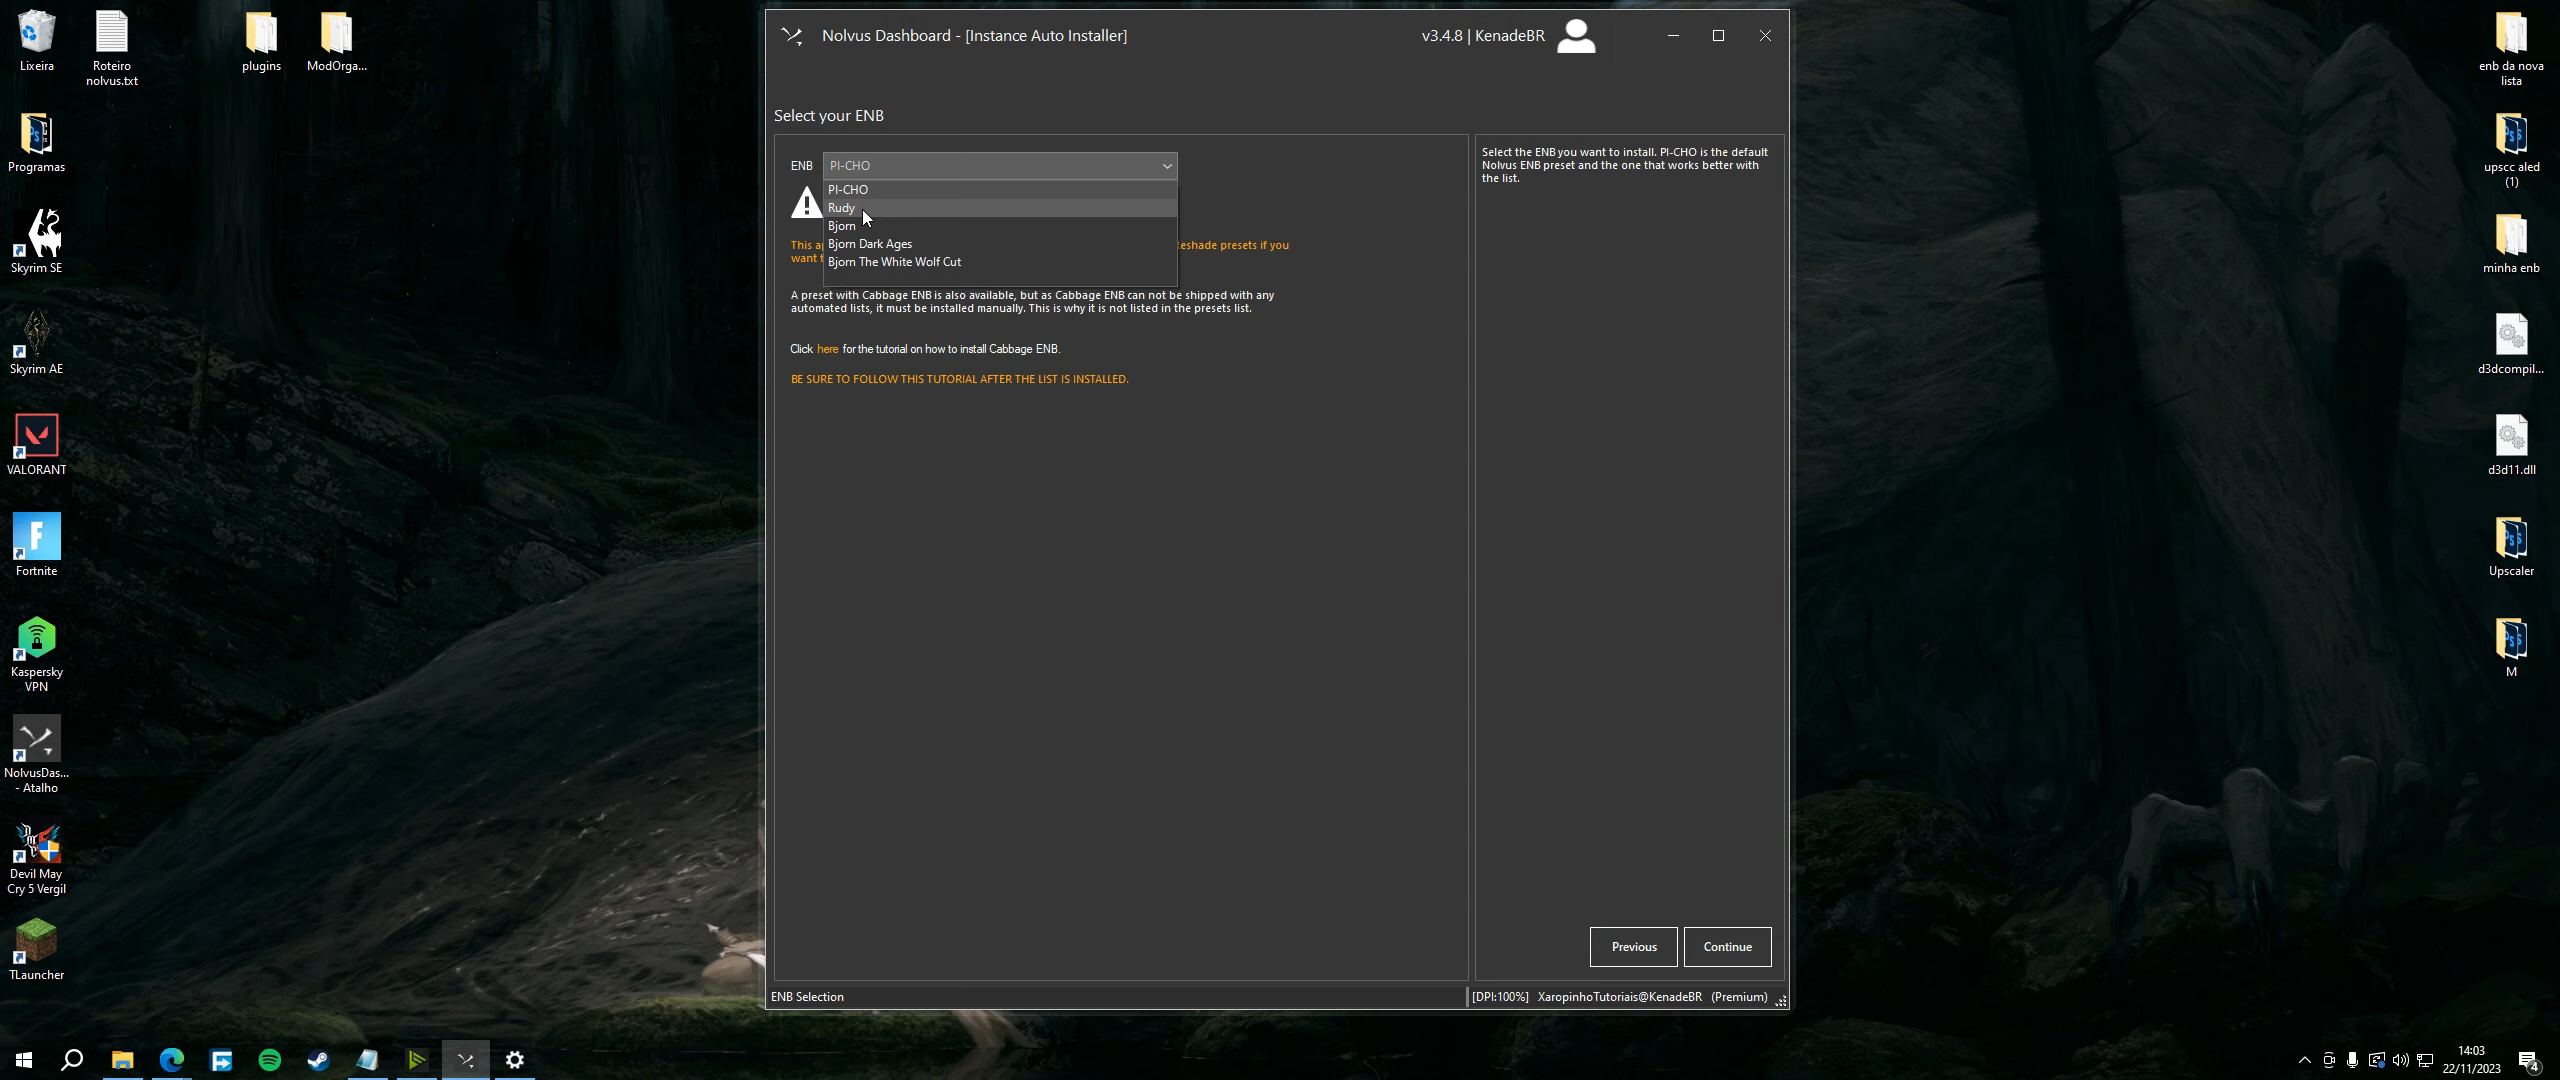 Lixeira
Roteiro
nolvus.txt
plugins
ModOrga...
Programas
Skyrim SE
Skyrim AE
VALORANT
Fortnite
Kaspersky
VPN
NolvusDas...
- Atalho
Devil May
Cry 5 Vergil
TLauncher
Nolvus Dashboard - [Instance Auto Installer]
v3.4.8 | KenadeBR
Select your ENB
ENB
PI-CHO
PI-CHO
Rudy
Bjorn
Bjorn Dark Ages
Bjorn The White Wolf Cut
This
eshade presets if you
want
A preset with Cabbage ENB is also available, but as Cabbage ENB can not be shipped with any
automated lists, it must be installed manually. This is why it is not listed in the presets list.
Click here for the tutorial on how to install Cabbage ENB.
BE SURE TO FOLLOW THIS TUTORIAL AFTER THE LIST IS INSTALLED.
Select the ENB you want to install. PI-CHO is the default
Nolvus ENB preset and the one that works better with
the list.
Previous
Continue
ENB Selection
[DPI:100%]
XaropinhoTutoriais@KenadeBR
(Premium)
enb da nova
lista
upscc aled
(1)
minha enb
d3dcompil...
d3d11.dll
Upscaler
M
14:03
22/11/2023
4